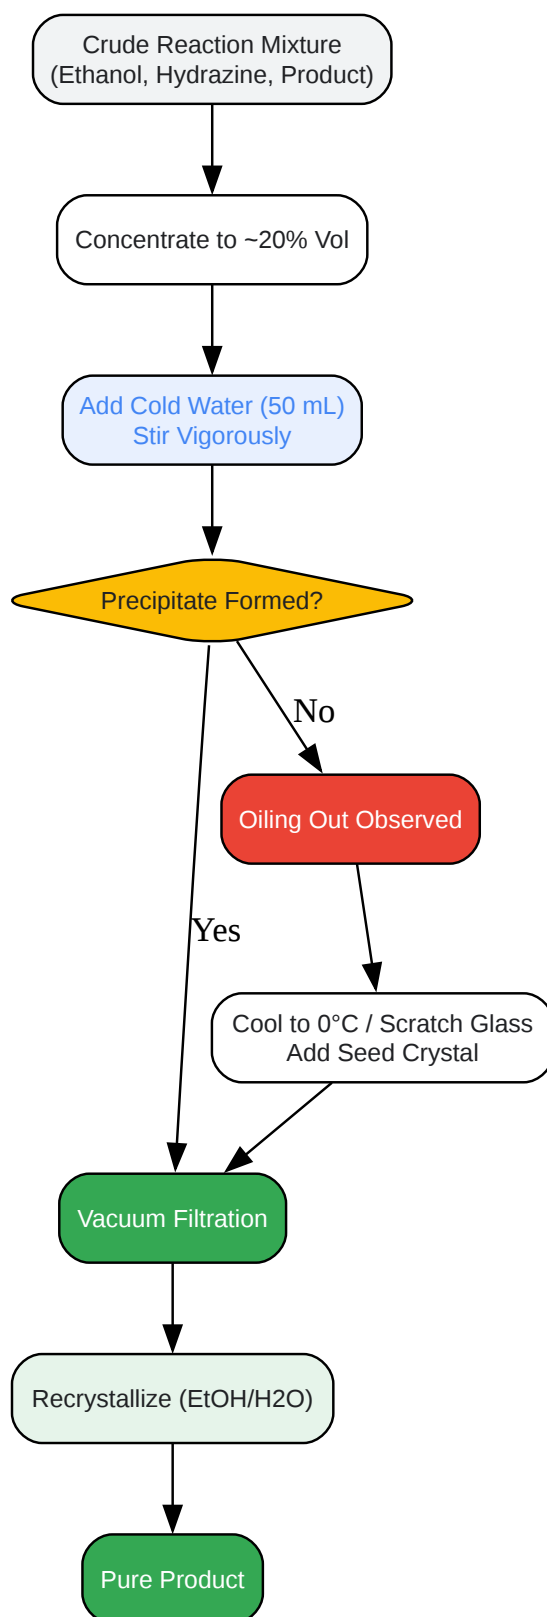 Crude Reaction Mixture
(Ethanol, Hydrazine, Product)
Concentrate to ~20% Vol
Add Cold Water (50 mL)
Stir Vigorously
Precipitate Formed?
No
Oiling Out Observed
Yes
Cool to 0°C / Scratch Glass
Add Seed Crystal
Vacuum Filtration
Recrystallize (EtOH/H2O)
Pure Product